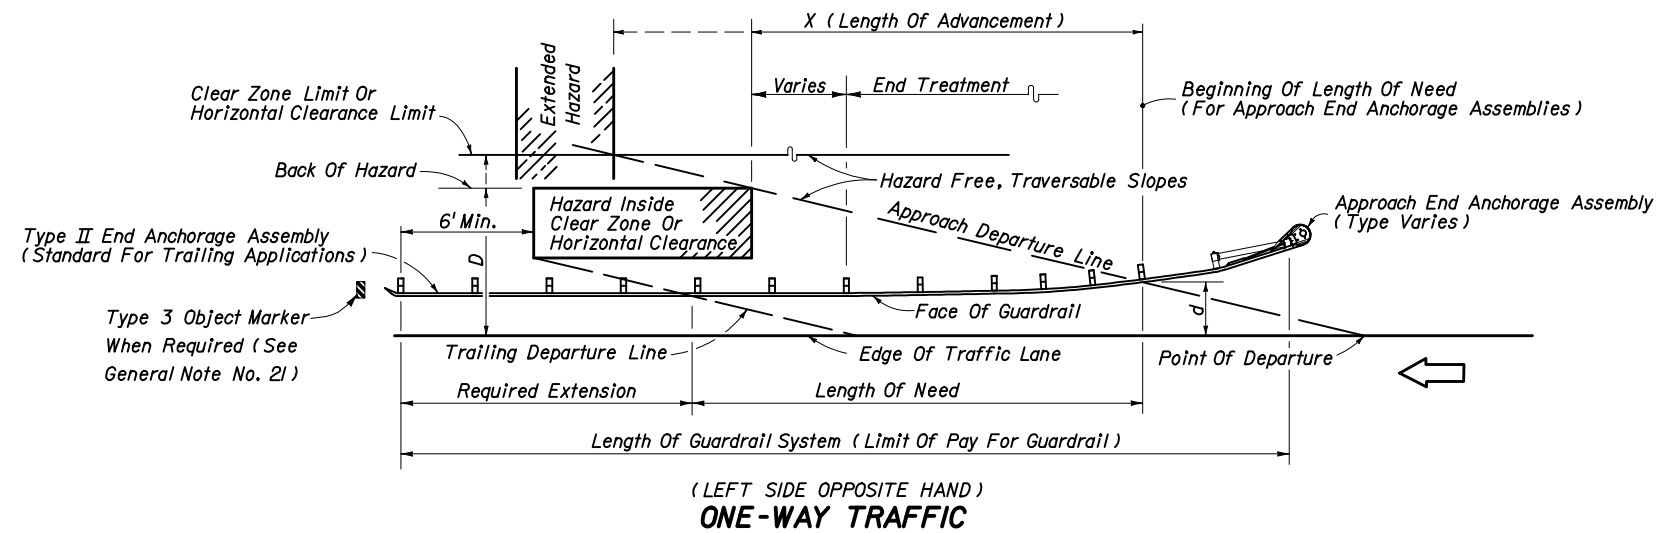 X ( Length Of Advancement )
Extended
Hazard
Varies
End Treatment
Clear Zone Limit Or
Horizontal Clearance Limit
Beginning Of Length Of Need
( For Approach End Anchorage Assemblies )
Back Of Hazard
Hazard Free, Traversable Slopes
Hazard Inside
Clear Zone Or
Horizontal Clearance
Approach Departure Line
Approach End Anchorage Assembly
( Type Varies )
6' Min.
Type II End Anchorage Assembly
( Standard For Trailing Applications )
D
d
Type 3 Object Marker
When Required ( See
General Note No. 21 )
Face Of Guardrail
Trailing Departure Line
Edge Of Traffic Lane
Point Of Departure
Required Extension
Length Of Need
Length Of Guardrail System ( Limit Of Pay For Guardrail )
( LEFT SIDE OPPOSITE HAND )
ONE-WAY TRAFFIC